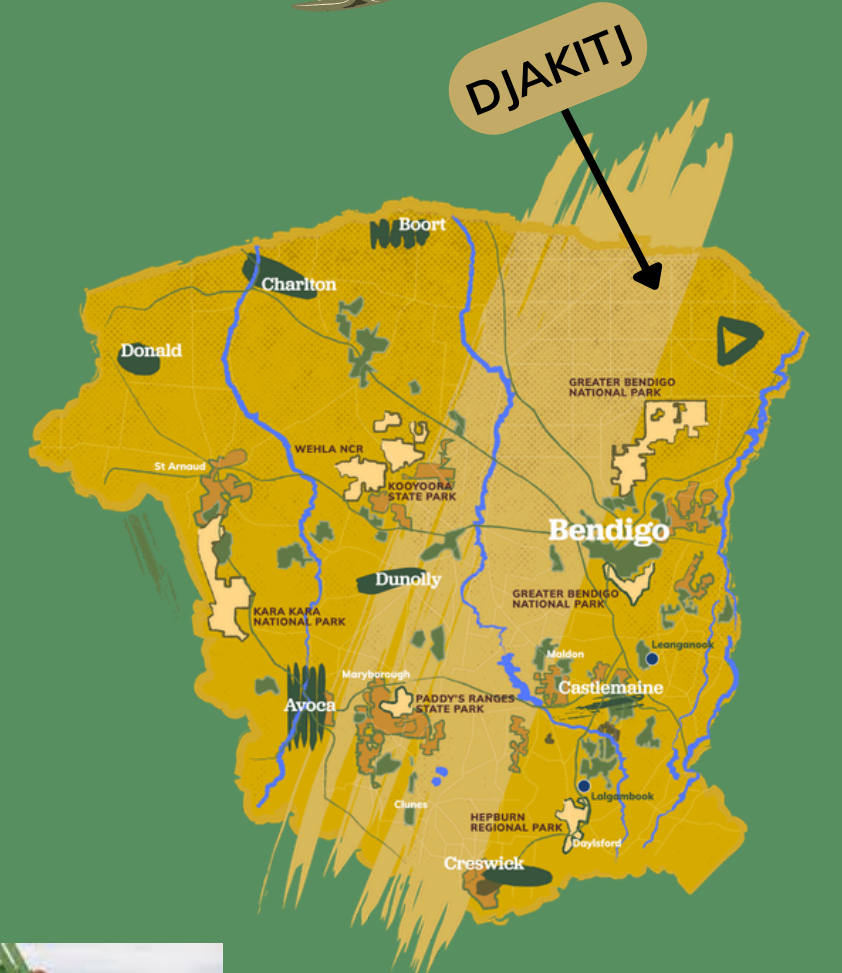 DJAKITJ
Boort
Charlton
Donald
GREATER BENDIGO
NATIONAL PARK
WEHLA NCR
St Arnaud
KOOYOORA
STATE PARK
Bendigo
Dunolly
GREATER BENDIGO
NATIONAL PARK
KARA KARA
NATIONAL PARK
Leanganook
Maldon
Maryborough
Castlemaine
PADDY'S RANGES
STATE PARK
Avoca
Lalgambook
Clunes
HEPBURN
REGIONAL PARK
Daylsford
Creswick